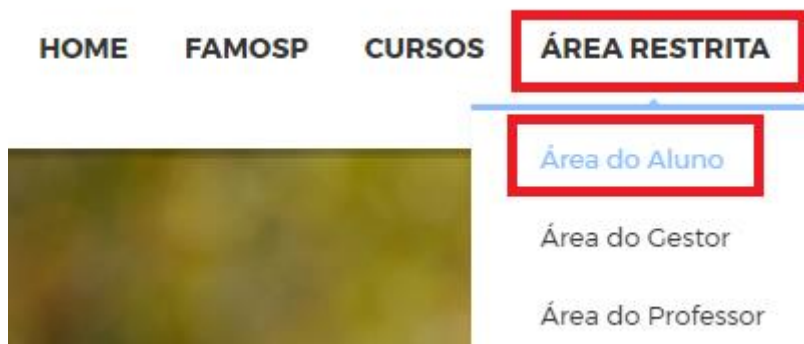 HOME FAMOSP CURSOS ÁREA RESTRITA
Área do Aluno
Área do Gestor
Área do Professor